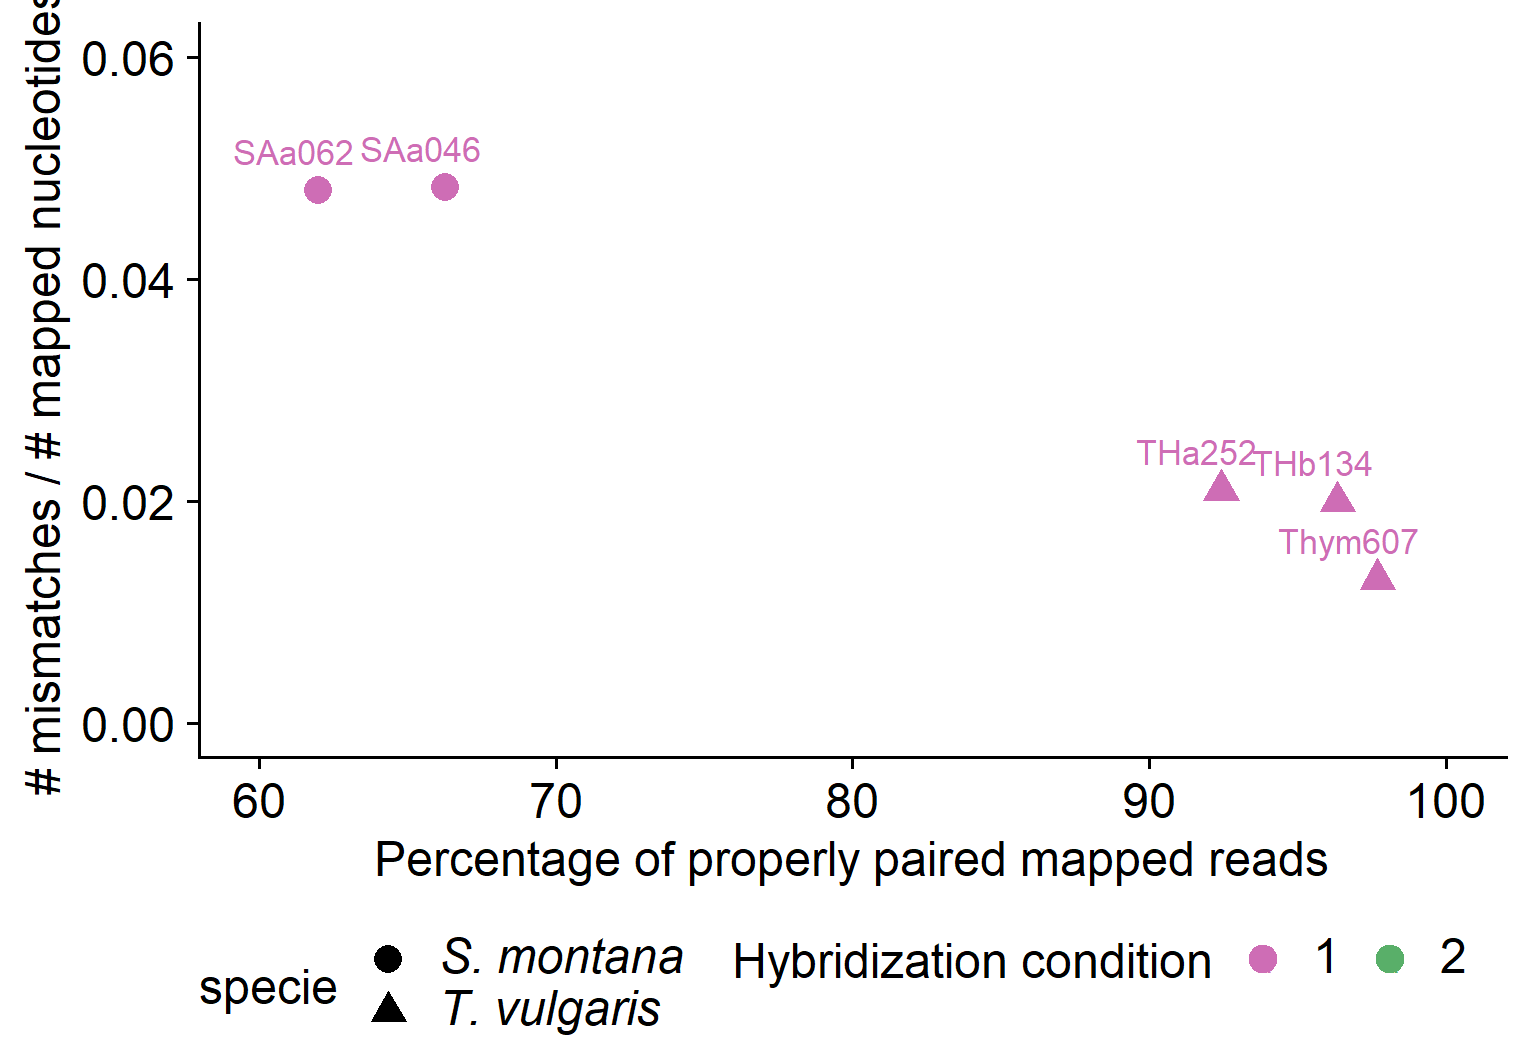 # mismatches / # mapped nucleotides
0.06
0.04
0.02
0.00
SAa062 SAa046
THa252 THb134
Thym607
60 70 80 90 100
Percentage of properly paired mapped reads
specie
S. montana
T. vulgaris
Hybridization condition 1 2